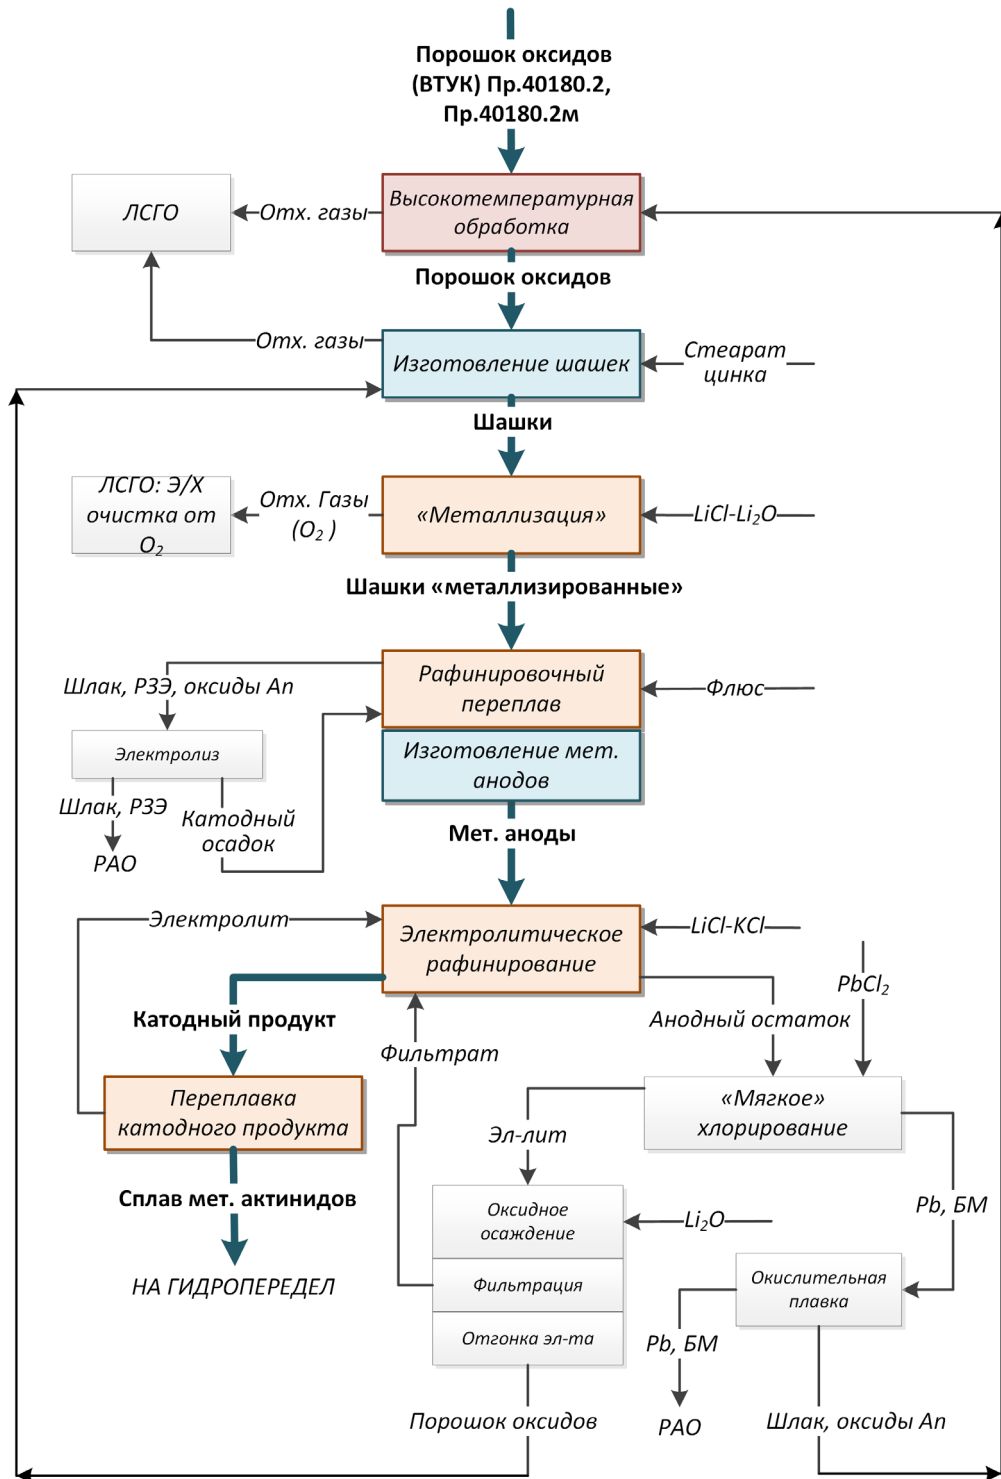 Порошок оксидов
(ВТУК) Пр.40180.2,
Пр.40180.2м
ЛСГО
Отх. газы
Высокотемпературная
обработка
Порошок оксидов
Отх. газы
Изготовление шашек
Стеарат
цинка
Шашки
ЛСГО: Э/Х
очистка от
O₂
Отх. Газы
(O₂ )
«Металлизация»
LiCl-Li₂O
Шашки «металлизированные»
Шлак, РЗЭ, оксиды An
Рафинировочный
переплав
Флюс
Электролиз
Изготовление мет.
анодов
Шлак, РЗЭ
Катодный
осадок
РАО
Мет. аноды
Электролит
Электролитическое
рафинирование
LiCl-KCl
PbCl₂
Катодный продукт
Фильтрат
Анодный остаток
Переплавка
катодного продукта
«Мягкое»
хлорирование
Эл-лит
Сплав мет. актинидов
Pb, БМ
Оксидное
осаждение
Li₂O
НА ГИДРОПЕРЕДЕЛ
Фильтрация
Окислительная
плавка
Отгонка эл-та
Pb, БМ
Порошок оксидов
РАО
Шлак, оксиды An